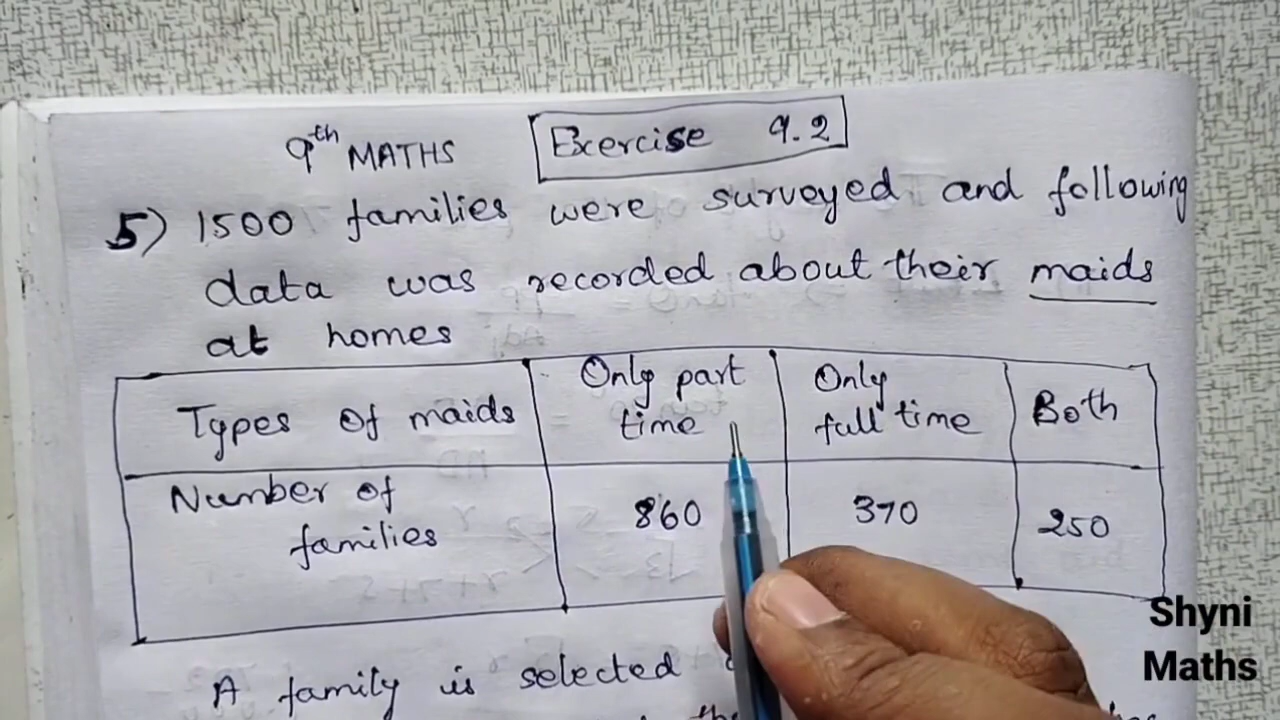 9th MATHS Exercise 9.2
5) 1500 families were surveyed and following
data was recorded about their maids
at homes
Types of maids Only part time Only full time Both
Number of families 860 370 250
A family is selected
Shyni
Maths